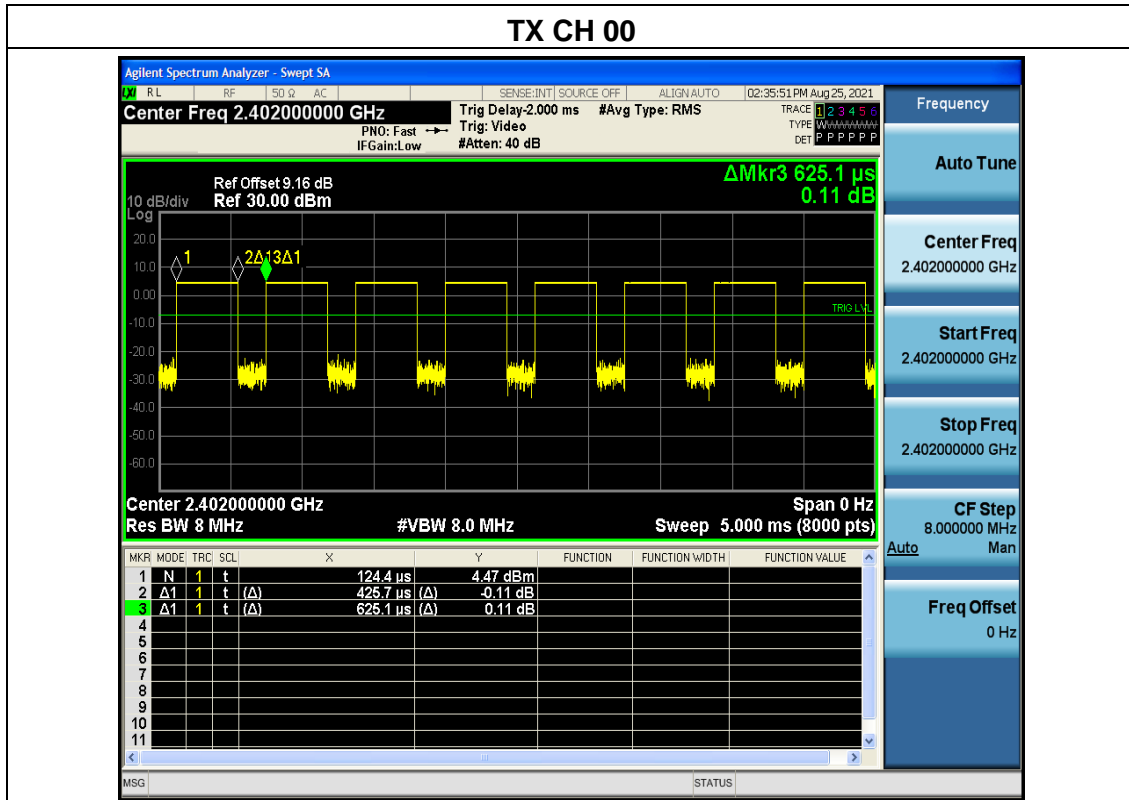 TX CH 00
Agilent Spectrum Analyzer - Swept SA
LXI RL RF 50 Ω AC SENSE:INT SOURCE OFF ALIGN AUTO 02:35:51 PM Aug 25, 2021
Center Freq 2.402000000 GHz
PNO: Fast
IFGain:Low
Trig Delay-2.000 ms #Avg Type: RMS
Trig: Video
#Atten: 40 dB
TRACE 1 2 3 4 5 6
TYPE WWWWWW
DET P P P P P P
Frequency
ΔMkr3 625.1 µs
0.11 dB
Ref Offset 9.16 dB
10 dB/div Ref 30.00 dBm
Log
20.0
10.0
0.00
-10.0
-20.0
-30.0
-40.0
-50.0
-60.0
1 2Δ1 3Δ1
TRIG LVL
Center 2.402000000 GHz Span 0 Hz
Res BW 8 MHz #VBW 8.0 MHz Sweep 5.000 ms (8000 pts)
MKR MODE TRC SCL X Y FUNCTION FUNCTION WIDTH FUNCTION VALUE
1 N 1 t 124.4 µs 4.47 dBm
2 Δ1 1 t (Δ) 425.7 µs (Δ) -0.11 dB
3 Δ1 1 t (Δ) 625.1 µs (Δ) 0.11 dB
4
5
6
7
8
9
10
11
MSG STATUS
Auto Tune
Center Freq
2.402000000 GHz
Start Freq
2.402000000 GHz
Stop Freq
2.402000000 GHz
CF Step
8.000000 MHz
Auto Man
Freq Offset
0 Hz